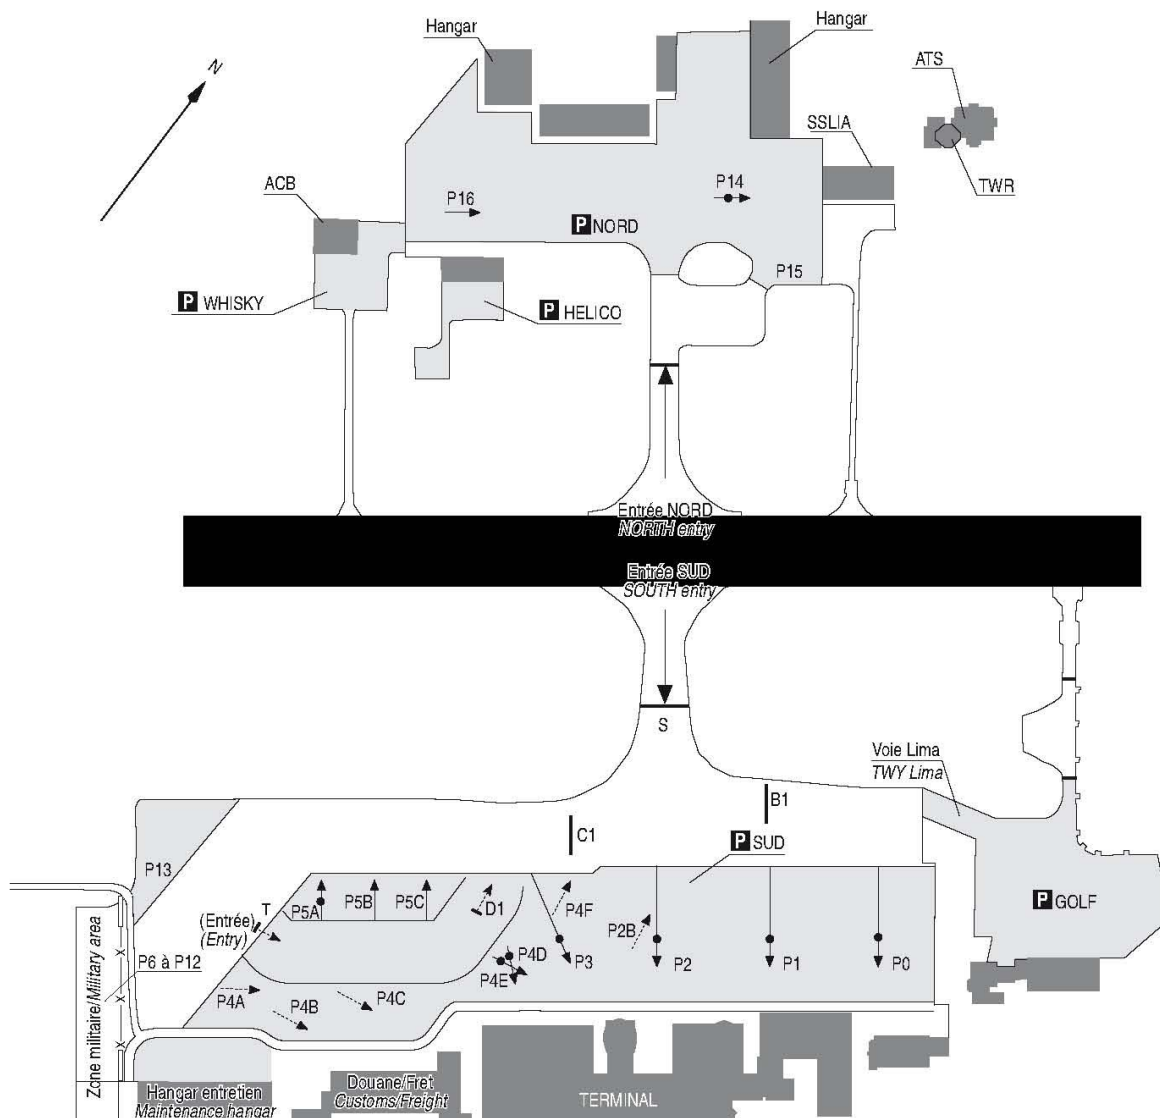 Hangar
Hangar
N
ATS
SSLIA
TWR
ACB
P16
P14
P NORD
P15
P WHISKY
P HELICO
Entrée NORD
NORTH entry
Entrée SUD
SOUTH entry
S
Voie Lima
TWY Lima
B1
C1
P SUD
P13
T
(Entrée)
(Entry)
P5A
P5B
P5C
D1
P4F
P2B
P4D
P4E
P3
P2
P1
P0
P GOLF
P6 à P12
P4A
P4B
P4C
Zone militaire/Military area
Hangar entretien
Maintenance hangar
Douane/Fret
Customs/Freight
TERMINAL